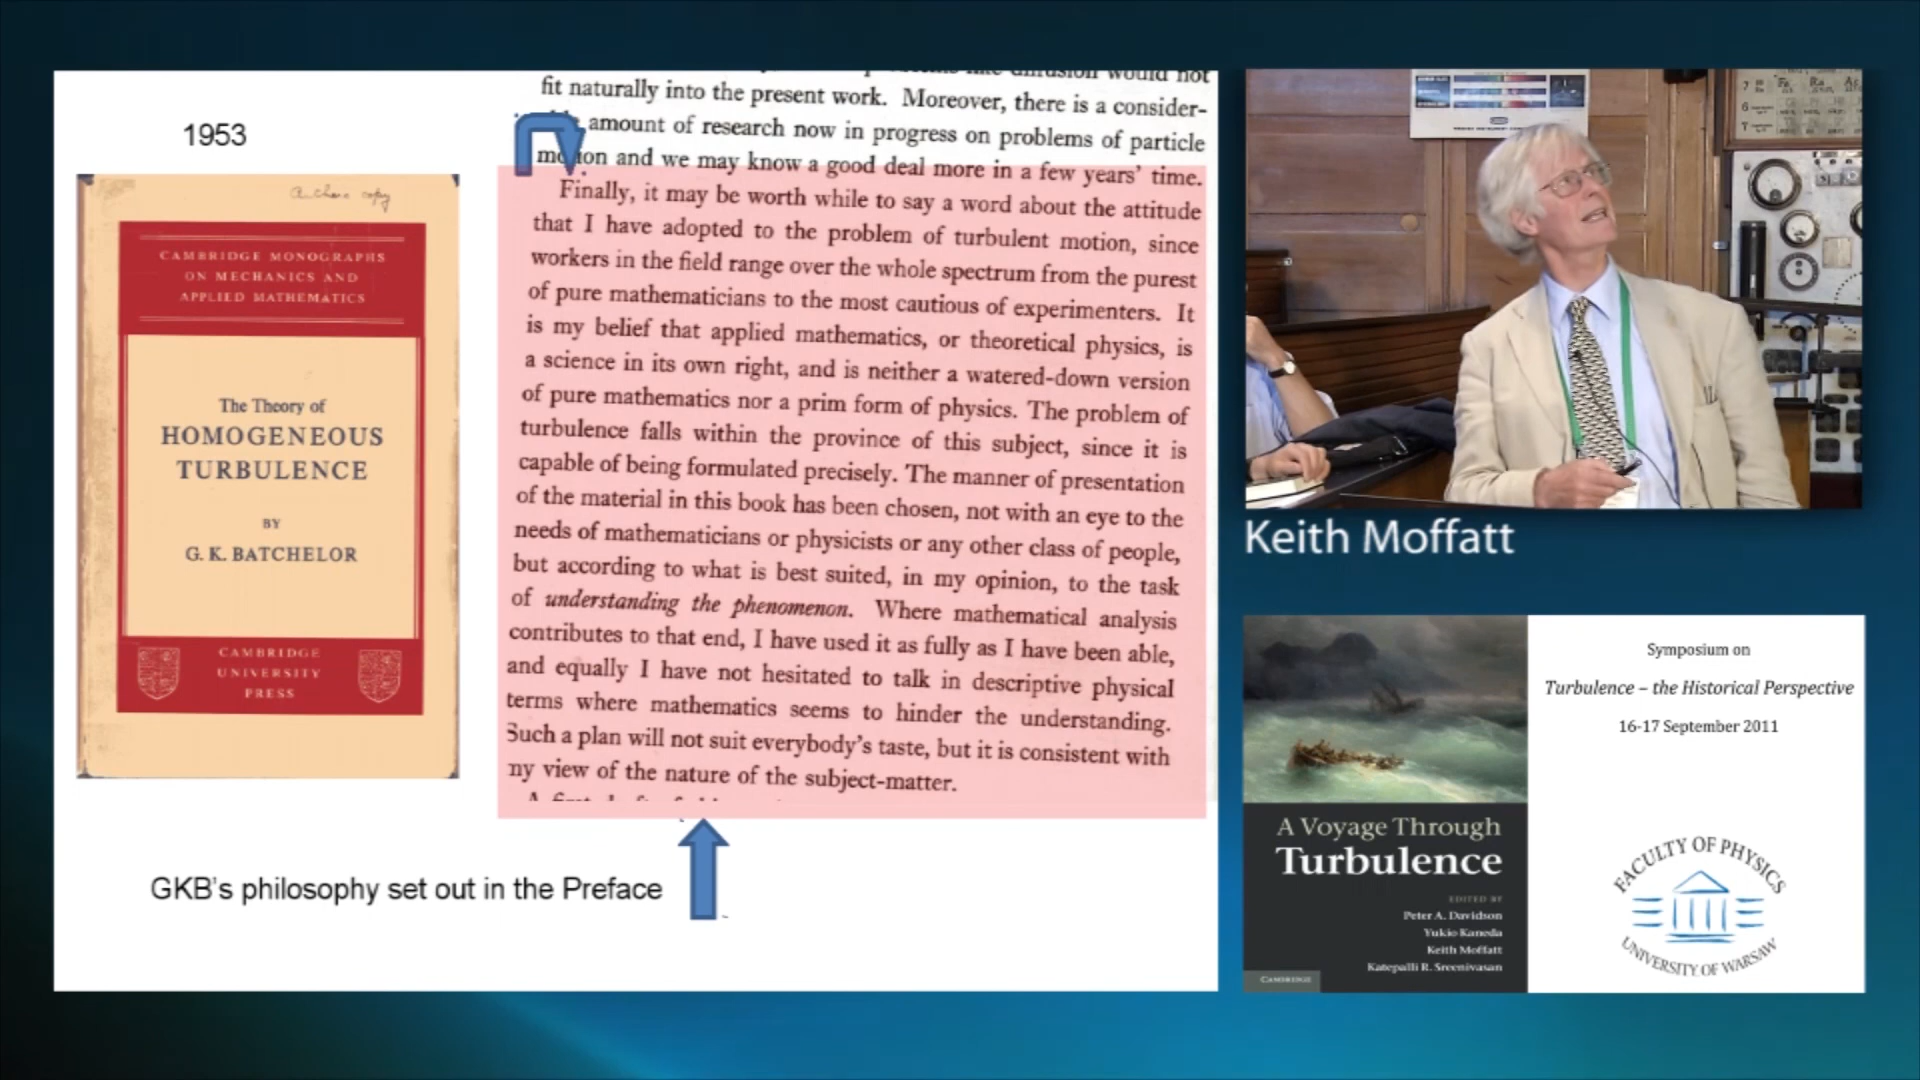 1953
Authors copy
CAMBRIDGE MONOGRAPHS
ON MECHANICS AND
APPLIED MATHEMATICS
The Theory of
HOMOGENEOUS
TURBULENCE
BY
G. K. BATCHELOR
CAMBRIDGE
UNIVERSITY
PRESS
GKB's philosophy set out in the Preface
like diffusion would not
fit naturally into the present work. Moreover, there is a consider-
amount of research now in progress on problems of particle
motion and we may know a good deal more in a few years' time.
Finally, it may be worth while to say a word about the attitude
that I have adopted to the problem of turbulent motion, since
workers in the field range over the whole spectrum from the purest
of pure mathematicians to the most cautious of experimenters. It
is my belief that applied mathematics, or theoretical physics, is
a science in its own right, and is neither a watered-down version
of pure mathematics nor a prim form of physics. The problem of
turbulence falls within the province of this subject, since it is
capable of being formulated precisely. The manner of presentation
of the material in this book has been chosen, not with an eye to the
needs of mathematicians or physicists or any other class of people,
but according to what is best suited, in my opinion, to the task
of understanding the phenomenon. Where mathematical analysis
contributes to that end, I have used it as fully as I have been able,
and equally I have not hesitated to talk in descriptive physical
terms where mathematics seems to hinder the understanding.
Such a plan will not suit everybody's taste, but it is consistent with
my view of the nature of the subject-matter.
Keith Moffatt
A Voyage Through
Turbulence
EDITED BY
Peter A. Davidson
Yukio Kaneda
Keith Moffatt
Katepalli R. Sreenivasan
CAMBRIDGE
Symposium on
Turbulence – the Historical Perspective
16-17 September 2011
FACULTY OF PHYSICS
UNIVERSITY OF WARSAW